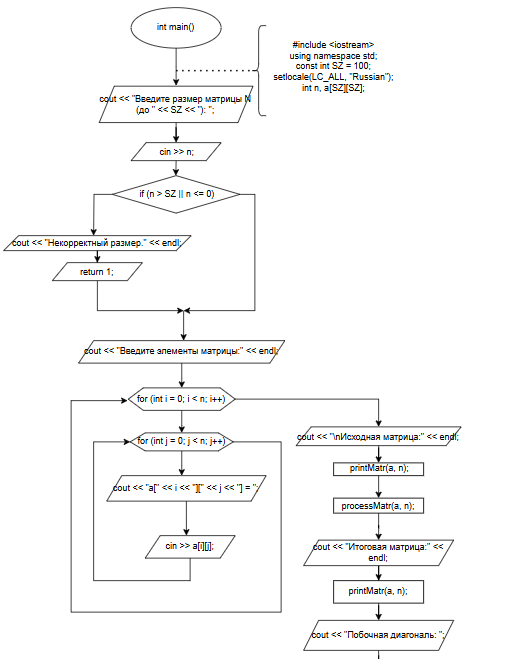 int main()
#include <iostream>
using namespace std;
const int SZ = 100;
setlocale(LC_ALL, "Russian");
int n, a[SZ][SZ];
cout << "Введите размер матрицы N
(до " << SZ << "): ";
cin >> n;
if (n > SZ || n <= 0)
cout << "Некорректный размер." << endl;
return 1;
cout << "Введите элементы матрицы:" << endl;
for (int i = 0; i < n; i++)
for (int j = 0; j < n; j++)
cout << "a[" << i << "][" << j << "] = ";
cin >> a[i][j];
cout << "\nИсходная матрица:" << endl;
printMatr(a, n);
processMatr(a, n);
cout << "Итоговая матрица:" <<
endl;
printMatr(a, n);
cout << "Побочная диагональ: ";